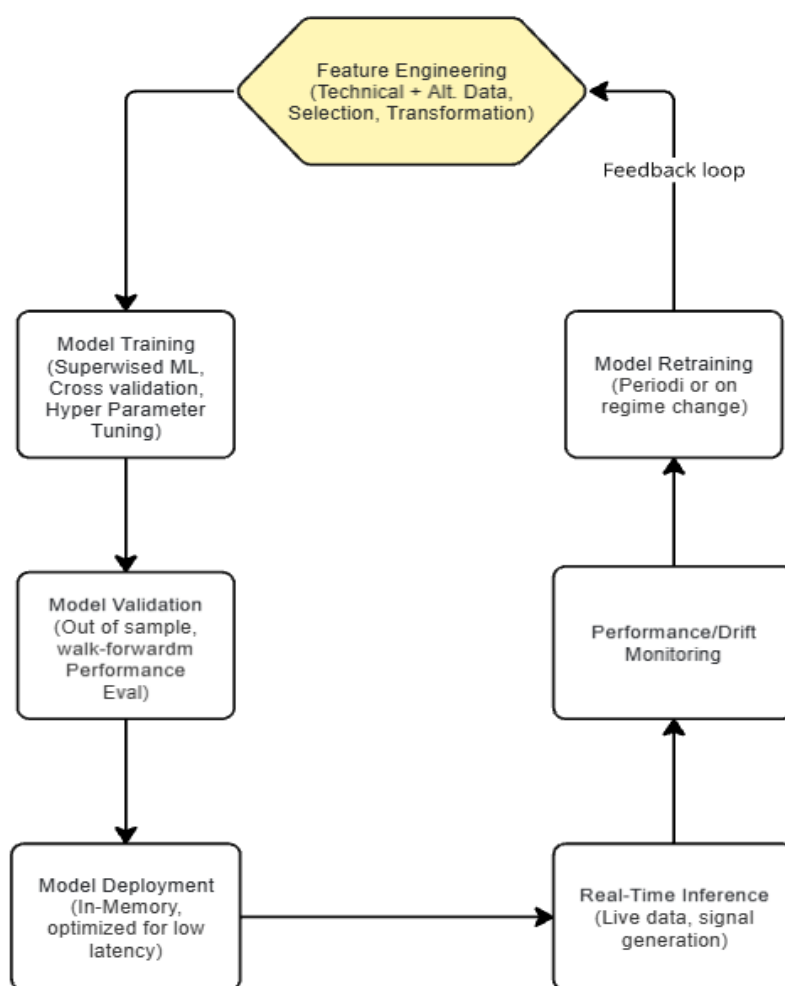 Feature Engineering
(Technical + Alt. Data,
Selection, Transformation)
Feedback loop
Model Training
(Superwised ML,
Cross validation,
Hyper Parameter
Tuning)
Model Retraining
(Periodi or on
regime change)
Model Validation
(Out of sample,
walk-forwardm
Performance
Eval)
Performance/Drift
Monitoring
Model Deployment
(In-Memory,
optimized for low
latency)
Real-Time Inference
(Live data, signal
generation)